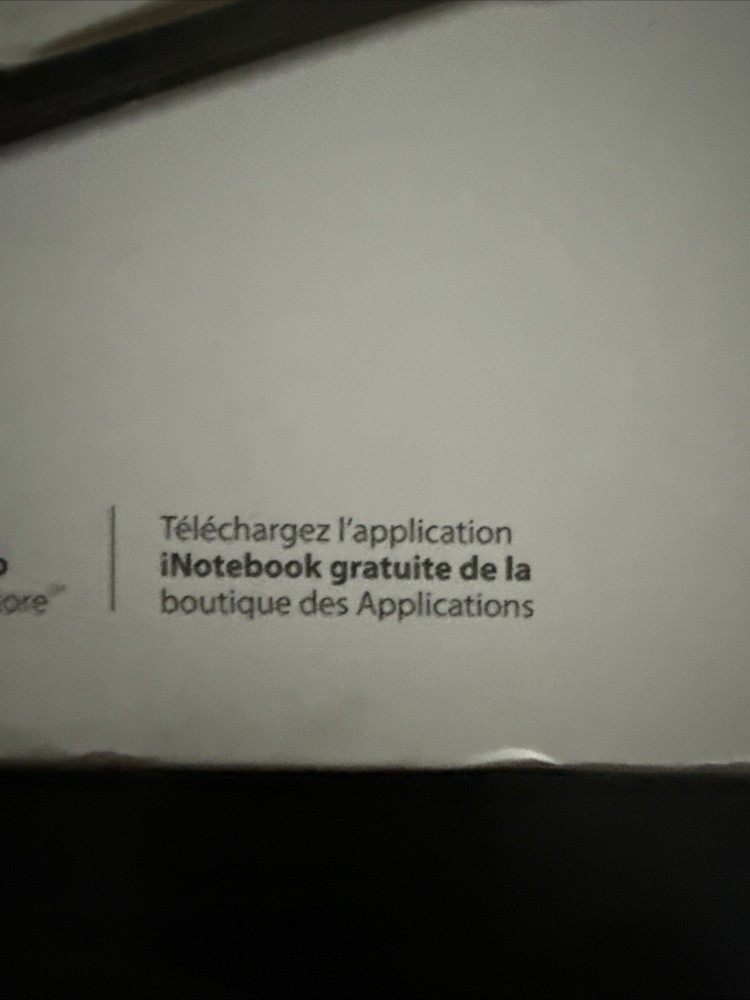 Téléchargez l'application
iNotebook gratuite de la
boutique des Applications